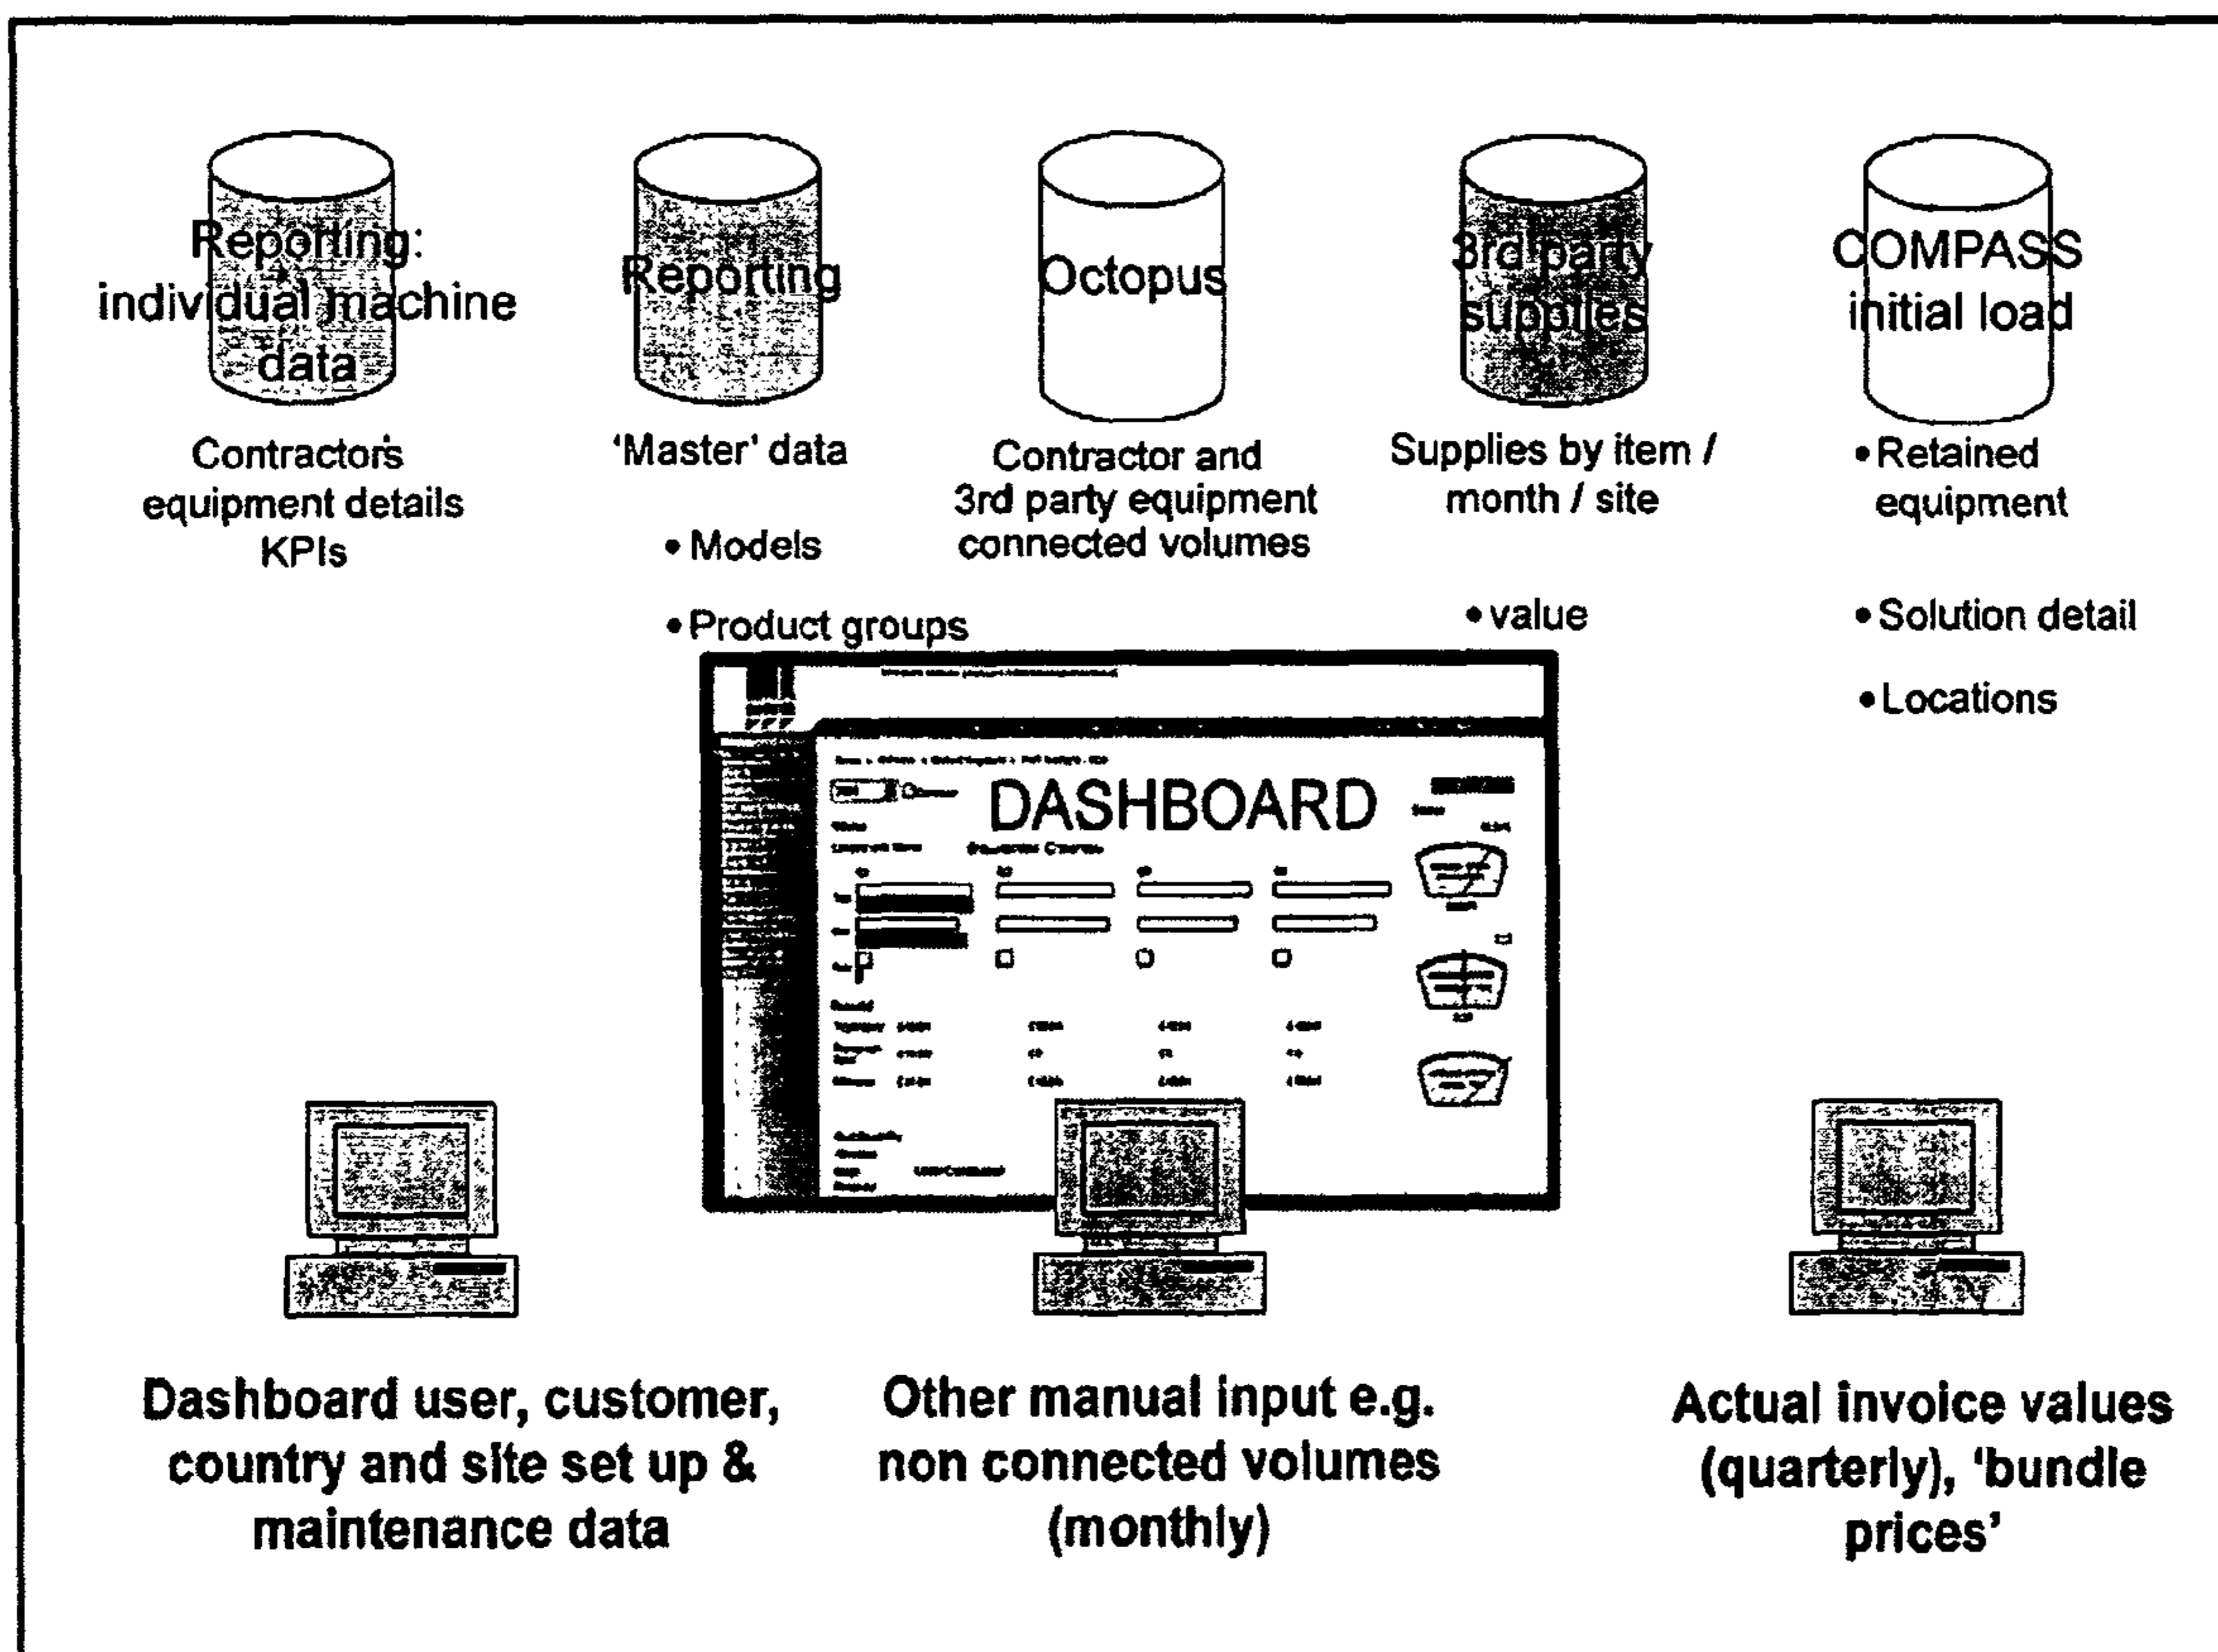 Reporting:
individual machine
data
Reporting
Octopus
3rd party
supplies
COMPASS
initial load
Contractor's
equipment details
KPIs
'Master' data
• Models
• Product groups
Contractor and
3rd party equipment
connected volumes
Supplies by item /
month / site
• value
• Retained
equipment
• Solution detail
• Locations
DASHBOARD
Dashboard user, customer,
country and site set up &
maintenance data
Other manual input e.g.
non connected volumes
(monthly)
Actual invoice values
(quarterly), 'bundle
prices'